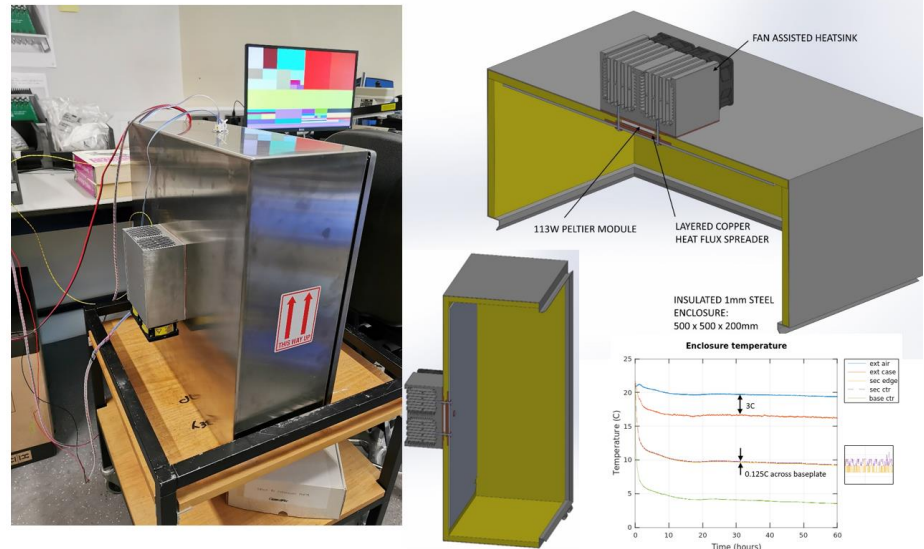 THIS WAY UP
FAN ASSISTED HEATSINK
113W PELTIER MODULE
LAYERED COPPER
HEAT FLUX SPREADER
INSULATED 1mm STEEL
ENCLOSURE:
500 x 500 x 200mm
Enclosure temperature
ext air
ext case
sec edge
sec ctr
base ctr
Temperature (C)
25
20
15
10
5
0
3C
0.125C across baseplate
0
10
20
30
40
50
60
Time (hours)